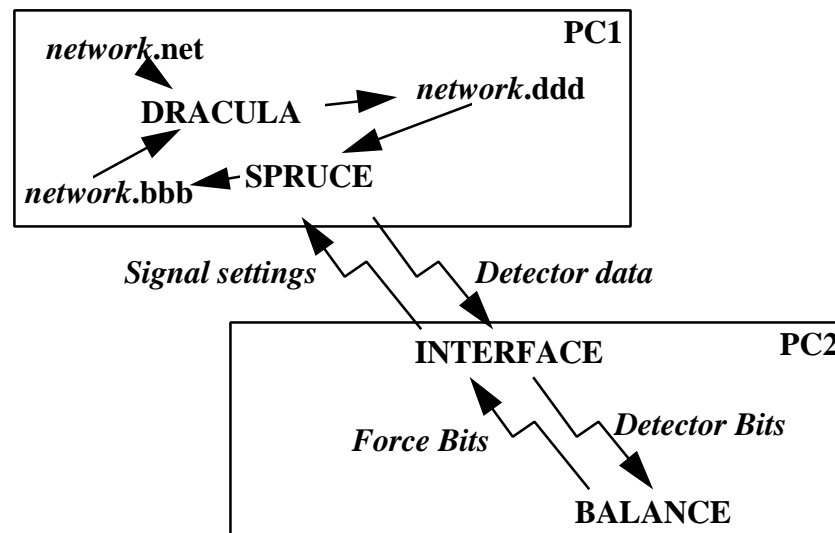 PC1
network.net
network.ddd
DRACULA
SPRUCE
network.bbb
Signal settings
Detector data
PC2
INTERFACE
Force Bits
Detector Bits
BALANCE